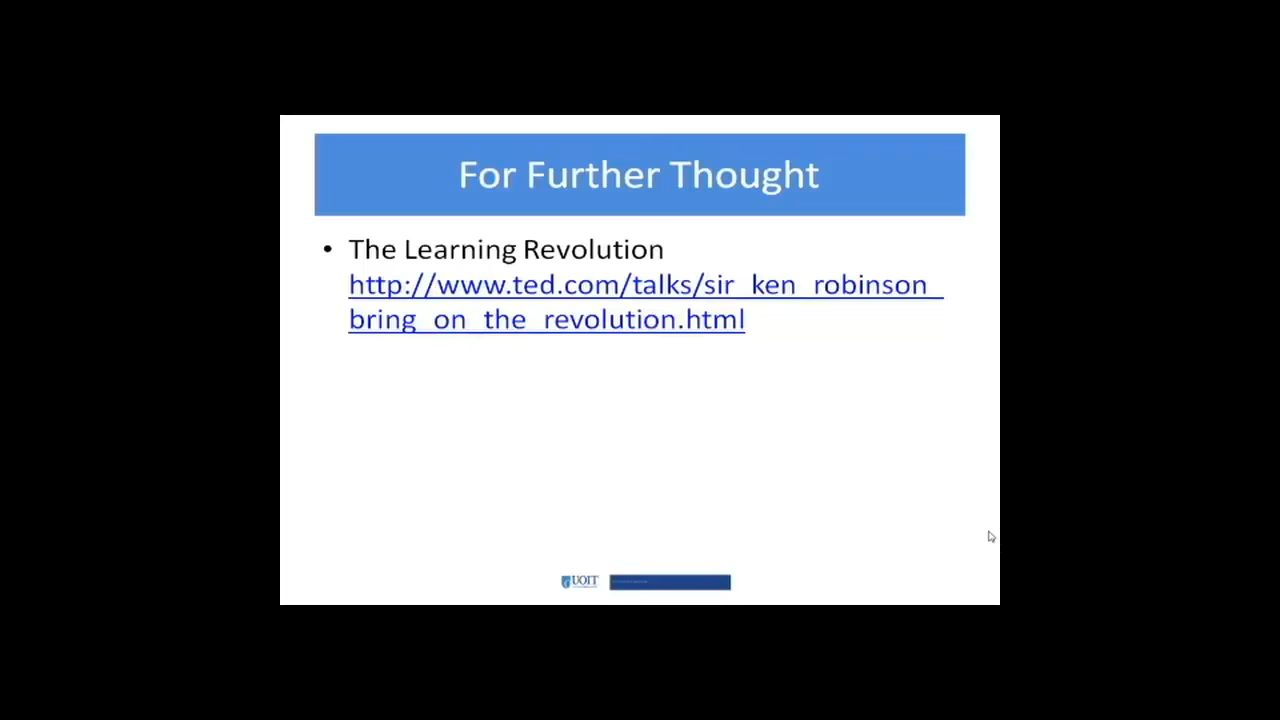 For Further Thought
• The Learning Revolution
http://www.ted.com/talks/sir_ken_robinson_
bring_on_the_revolution.html
UOIT